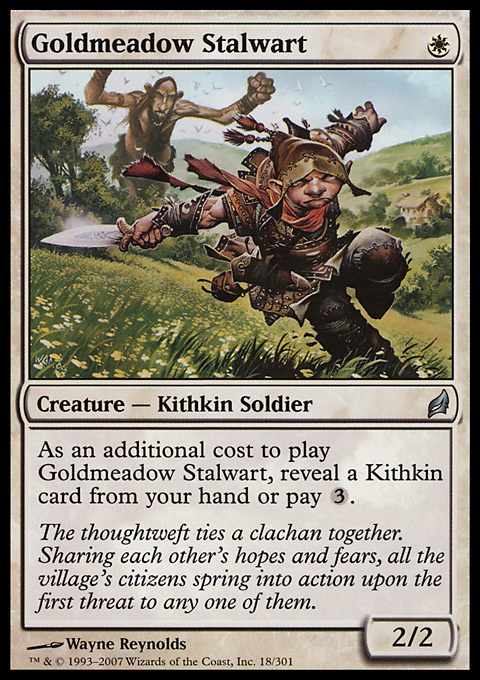 Goldmeadow Stalwart
Creature — Kithkin Soldier
As an additional cost to play
Goldmeadow Stalwart, reveal a Kithkin
card from your hand or pay 3.
The thoughtweft ties a clachan together.
Sharing each other's hopes and fears, all the
village's citizens spring into action upon the
first threat to any one of them.
Wayne Reynolds
2/2
™ & © 1993–2007 Wizards of the Coast, Inc. 18/301